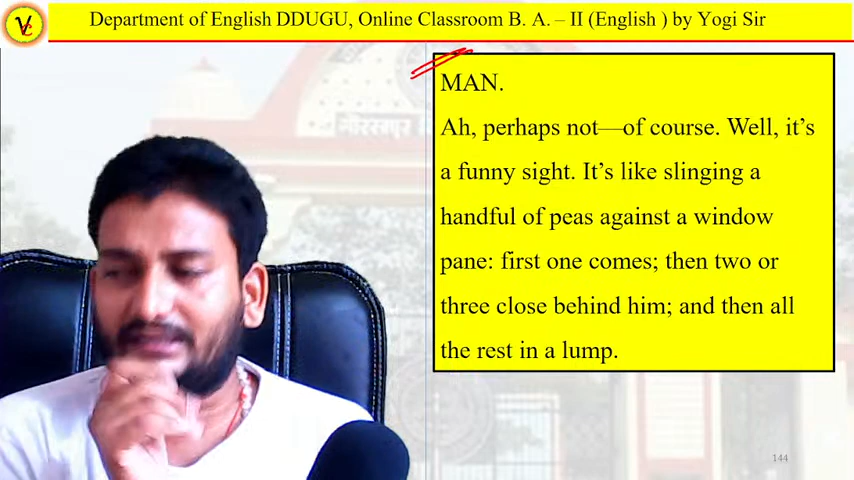 Department of English DDUGU, Online Classroom B. A. – II (English ) by Yogi Sir
MAN.
Ah, perhaps not—of course. Well, it’s
a funny sight. It’s like slinging a
handful of peas against a window
pane: first one comes; then two or
three close behind him; and then all
the rest in a lump.
144